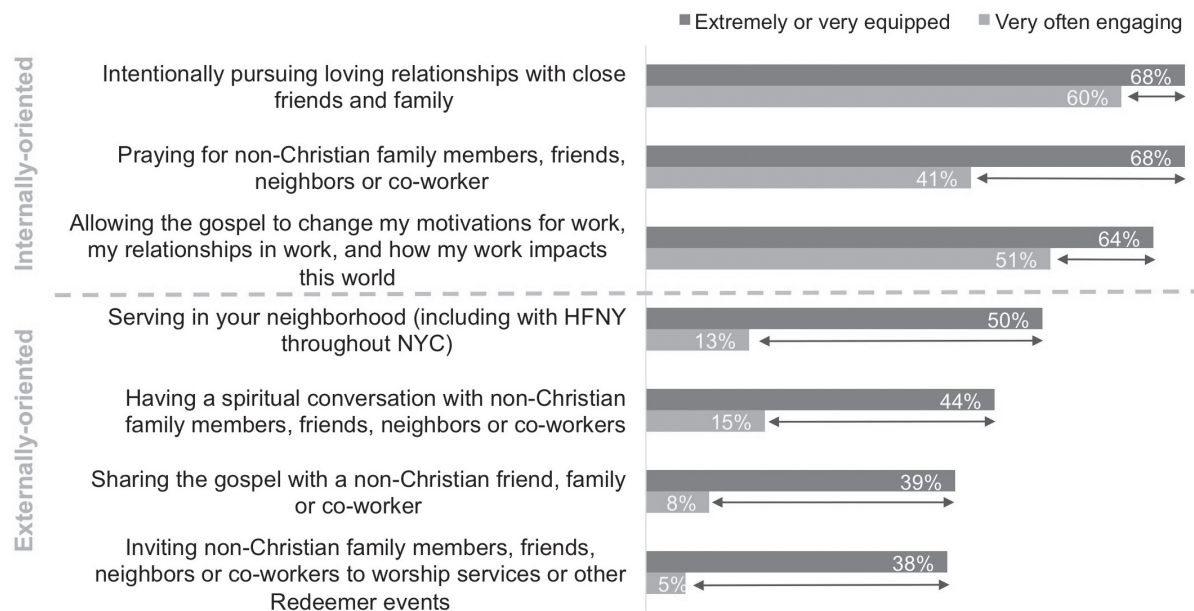 Extremely or very equipped
Very often engaging
Internally-oriented
Intentionally pursuing loving relationships with close
friends and family
68%
60%
Praying for non-Christian family members, friends,
neighbors or co-worker
68%
41%
Allowing the gospel to change my motivations for work,
my relationships in work, and how my work impacts
this world
64%
51%
Externally-oriented
Serving in your neighborhood (including with HFNY
throughout NYC)
50%
13%
Having a spiritual conversation with non-Christian
family members, friends, neighbors or co-workers
44%
15%
Sharing the gospel with a non-Christian friend, family
or co-worker
39%
8%
Inviting non-Christian family members, friends,
neighbors or co-workers to worship services or other
Redeemer events
38%
5%